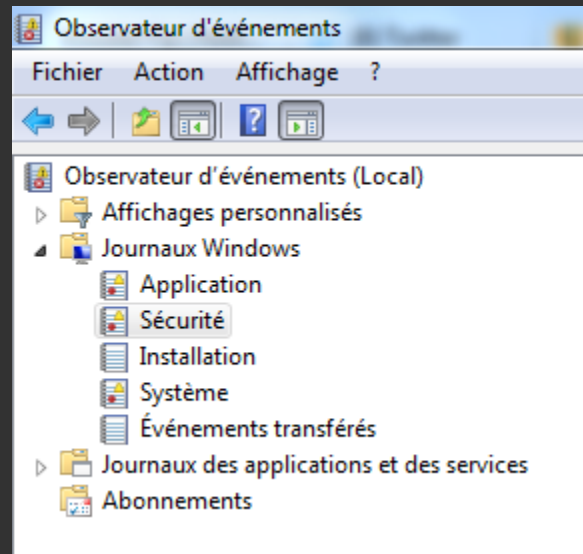 Observateur d'événements
Fichier Action Affichage ?
Observateur d'événements (Local)
Affichages personnalisés
Journaux Windows
Application
Sécurité
Installation
Système
Événements transférés
Journaux des applications et des services
Abonnements